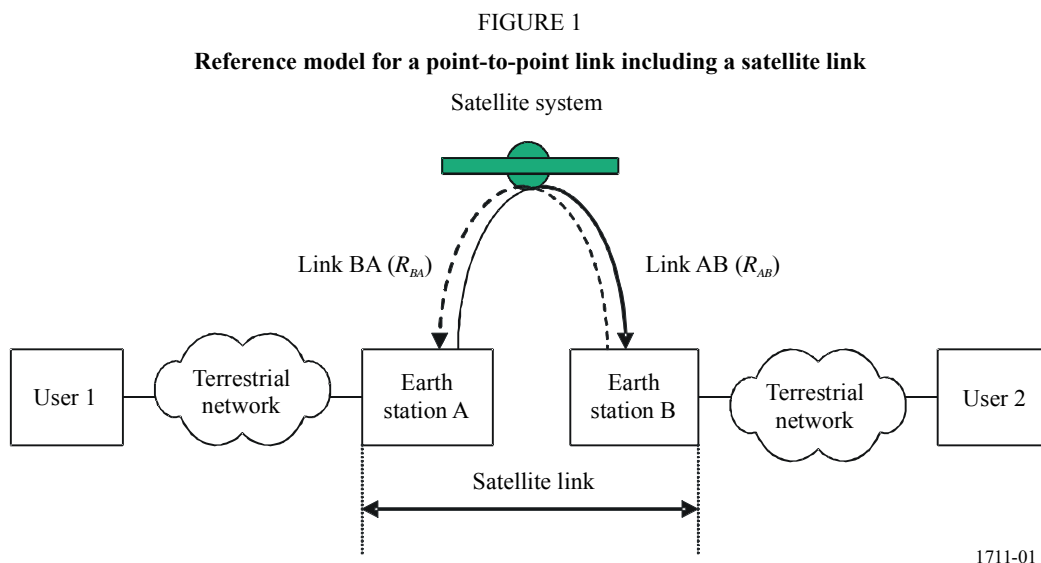 FIGURE 1
Reference model for a point-to-point link including a satellite link
Satellite system
Link BA (R_BA)
Link AB (R_AB)
User 1
Terrestrial
network
Earth
station A
Earth
station B
Terrestrial
network
User 2
Satellite link
1711-01